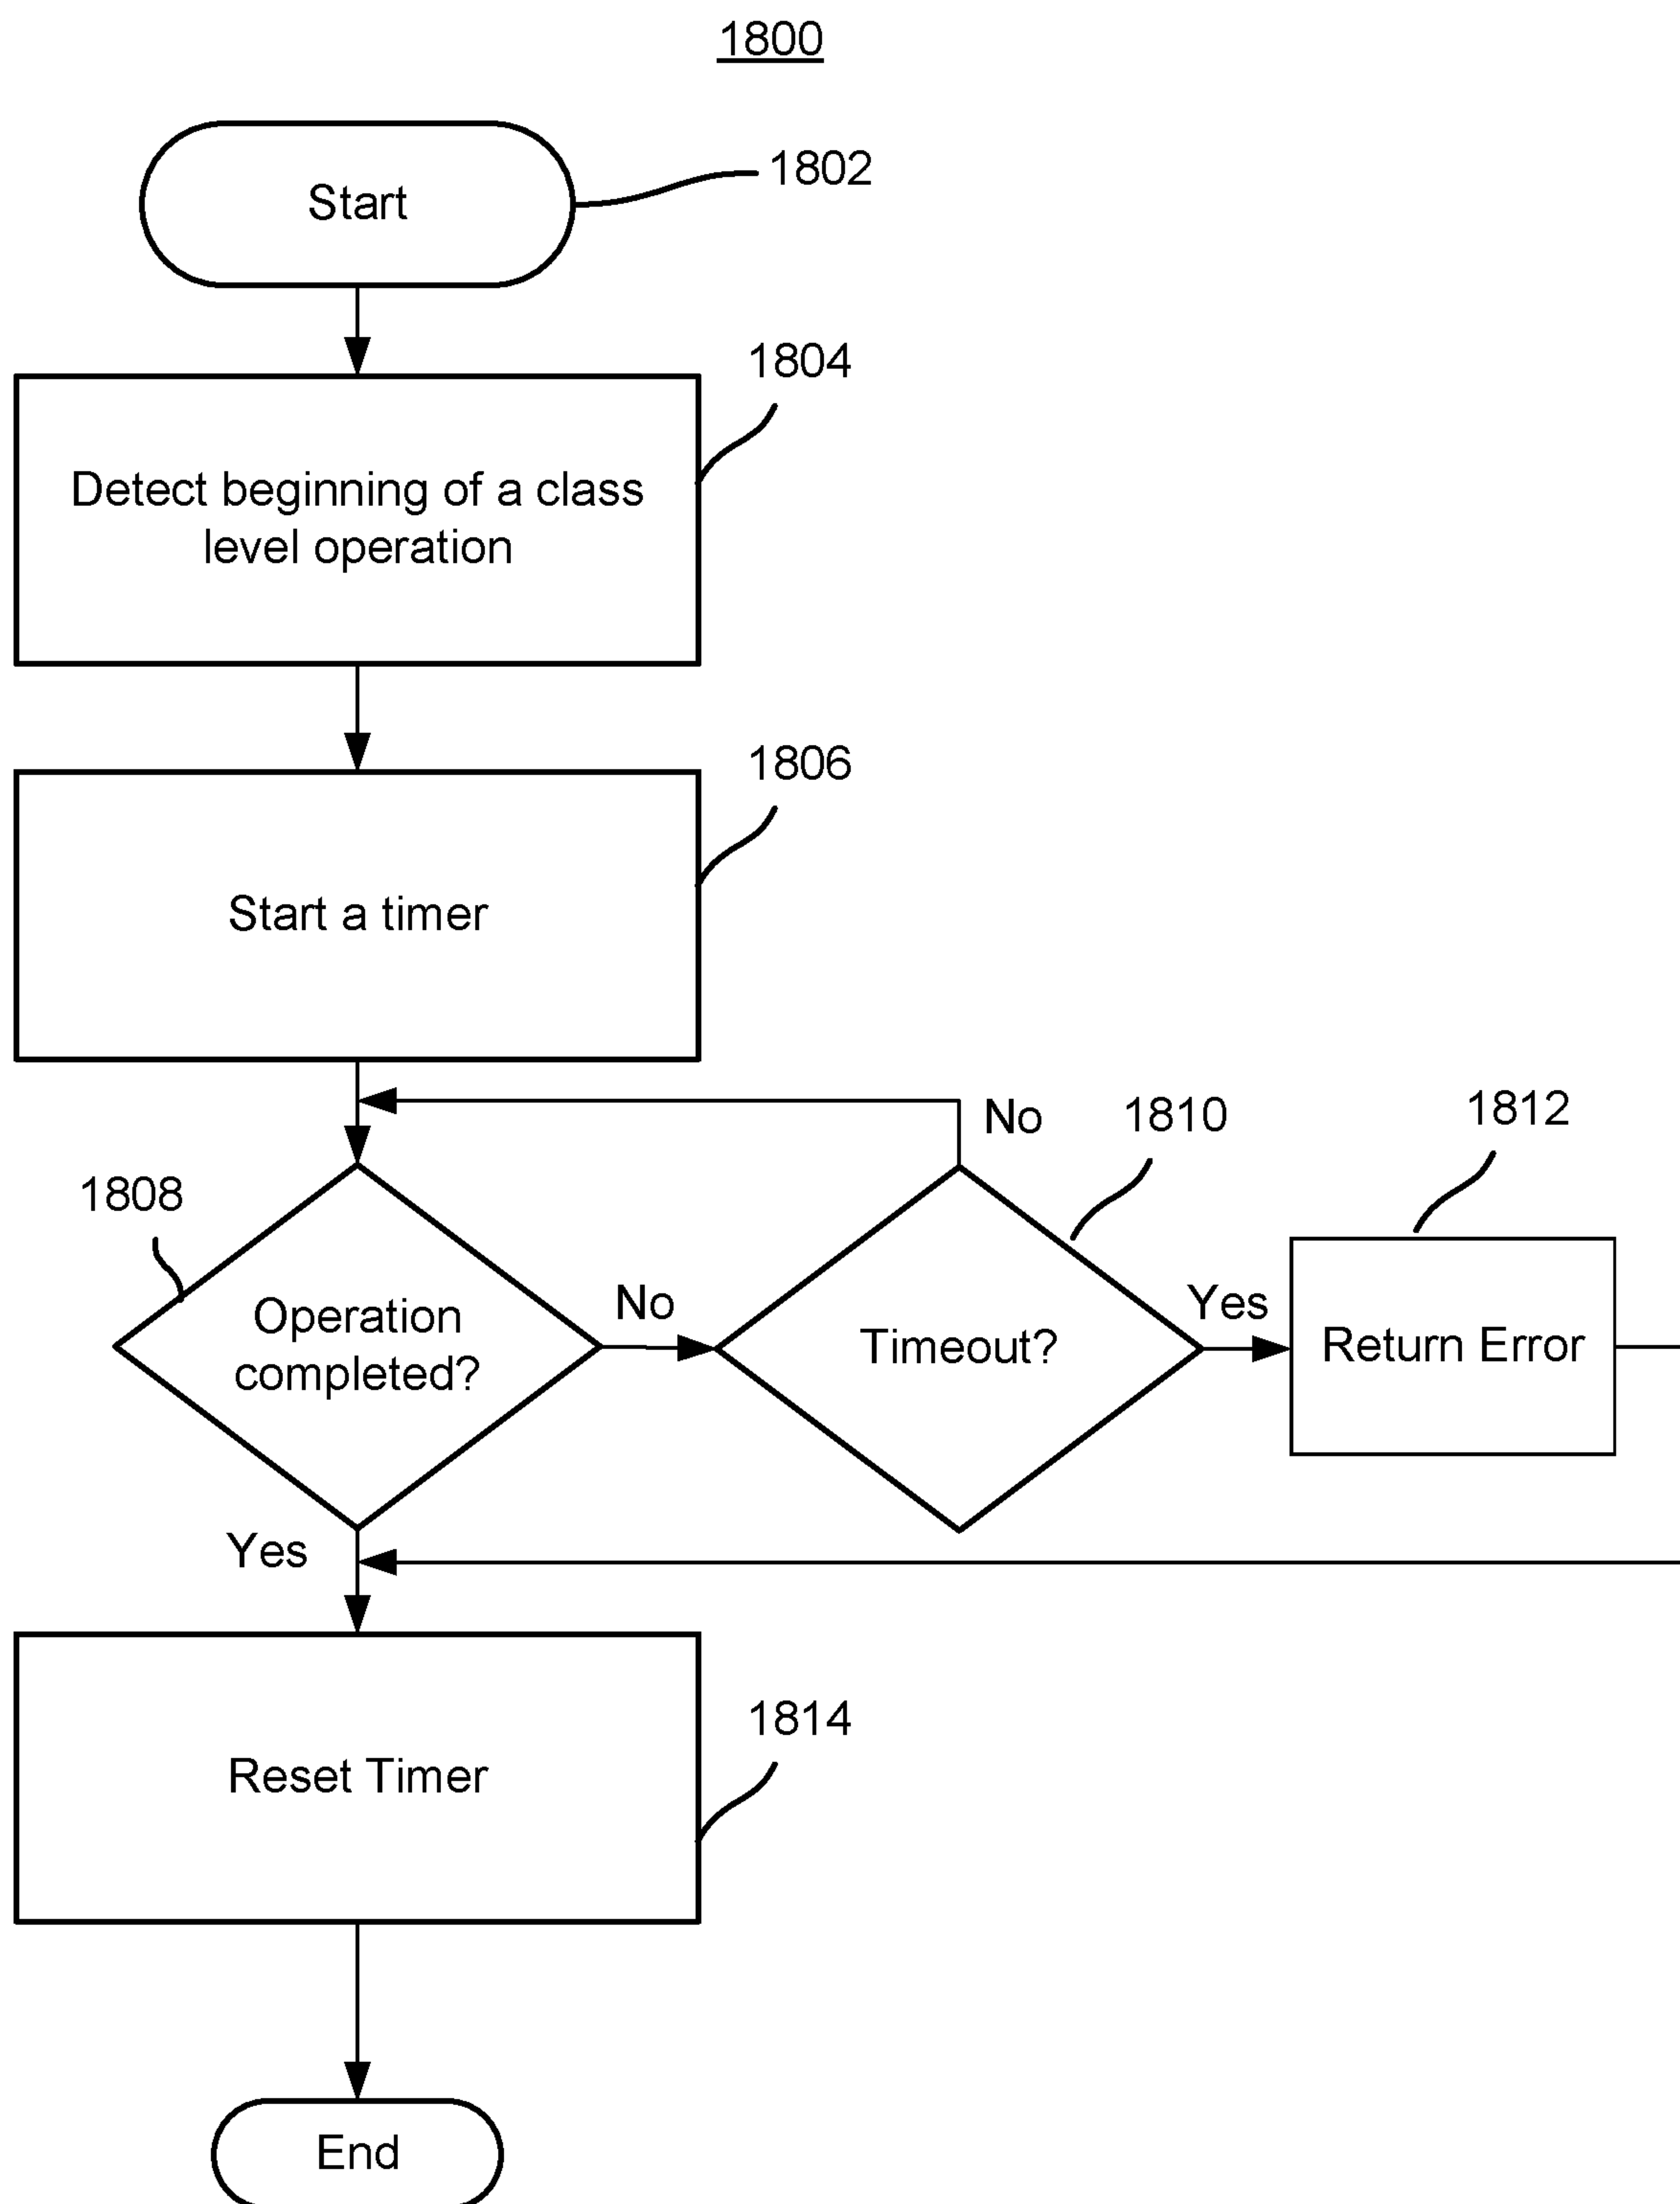 1800
Start
1802
1804
Detect beginning of a class
level operation
1806
Start a timer
No
1810
1812
1808
Operation
completed?
No
Timeout?
Yes
Return Error
Yes
1814
Reset Timer
End